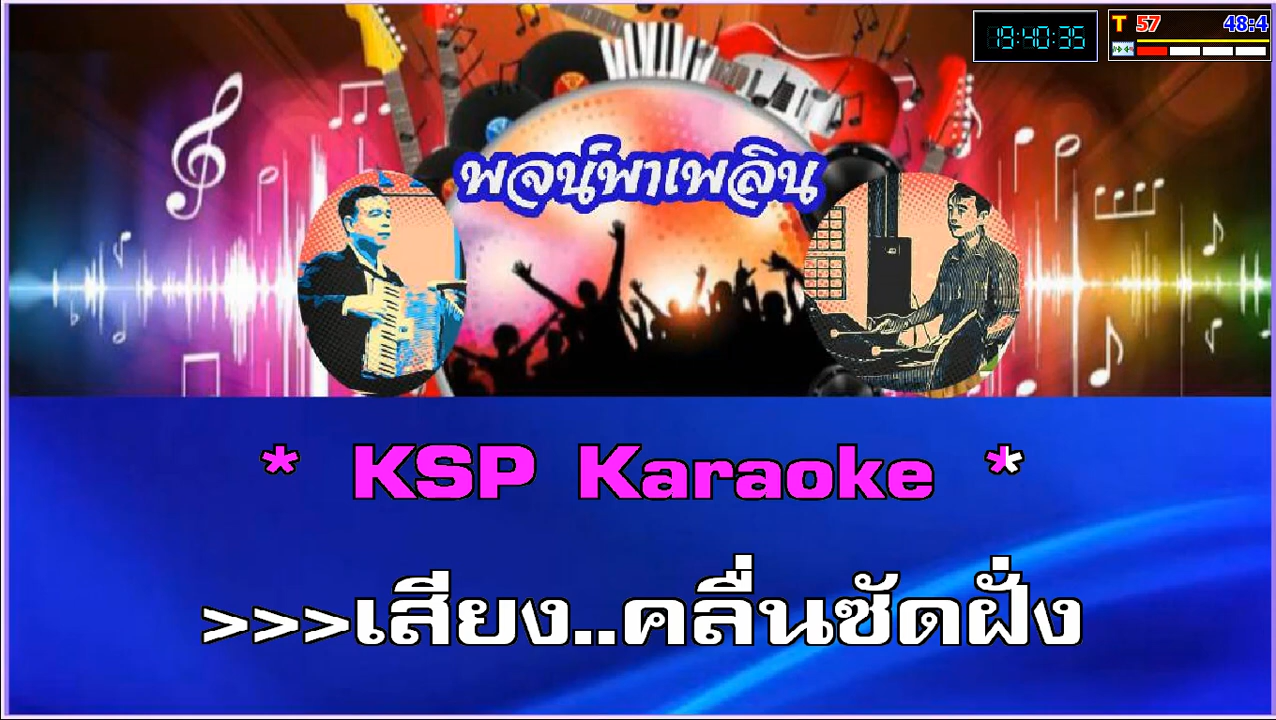 19:40:35
T 57 48:4
พจน์พาเพลิน
* KSP Karaoke *
>>>เสียง..คลื่นซัดฝั่ง